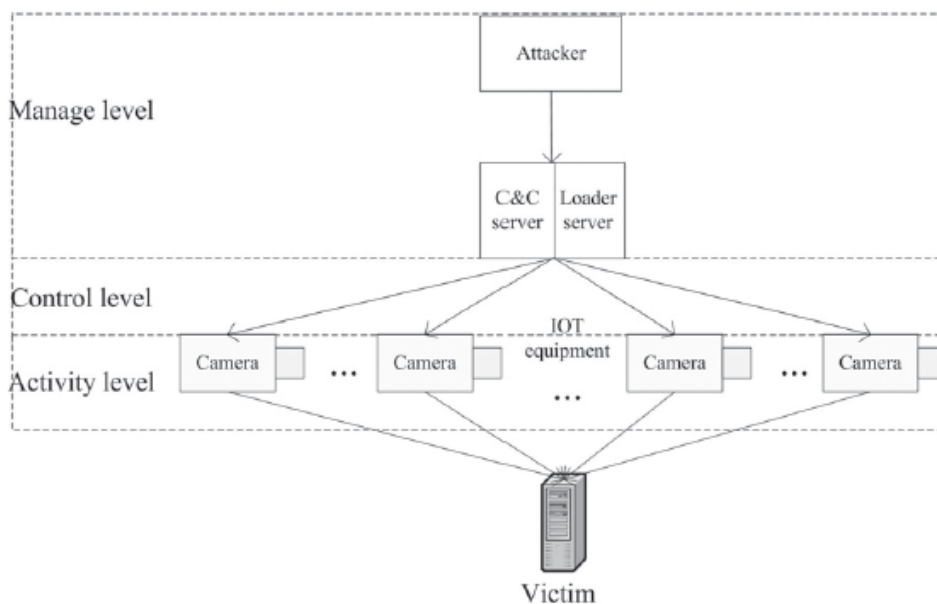 Attacker
Manage level
C&C
server
Loader
server
Control level
IOT
equipment
Activity level
Camera
...
Camera
...
Camera
...
Camera
Victim